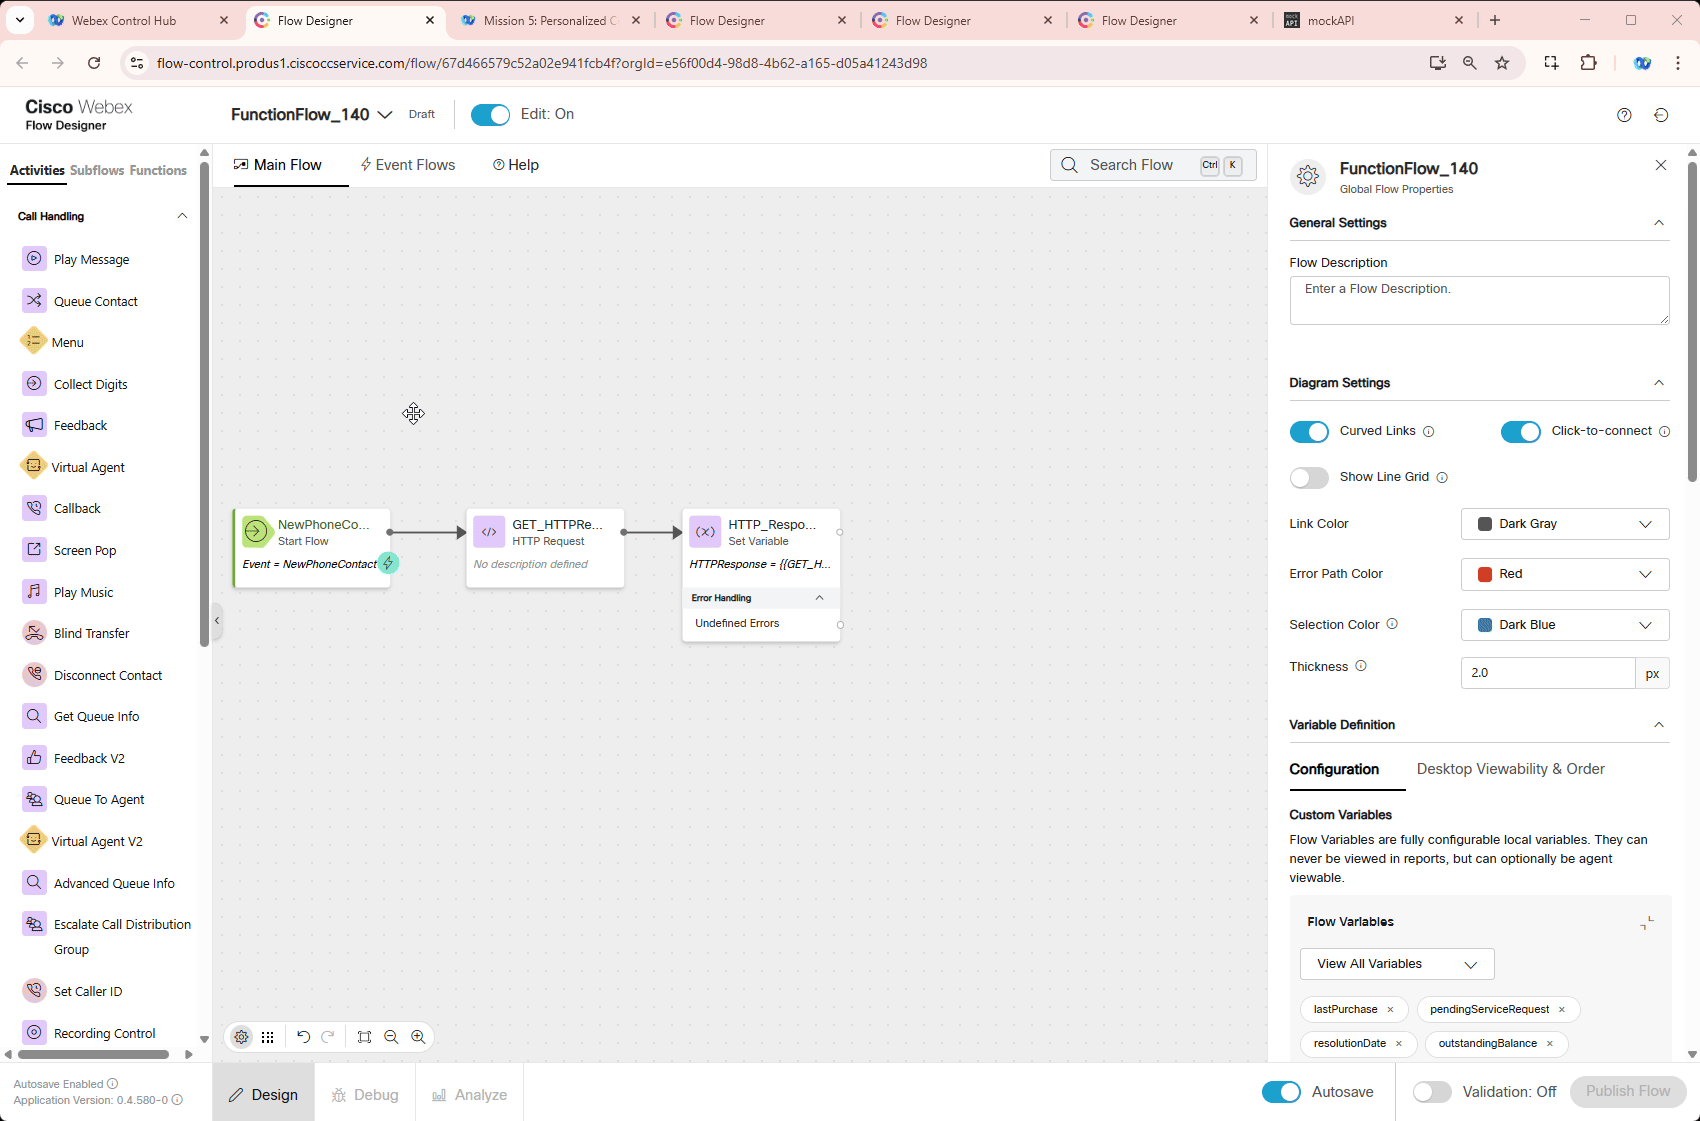 Webex Control Hub
Flow Designer
Mission 5: Personalized C
Flow Designer
Flow Designer
Flow Designer
mockAPI
flow-control.produs1.ciscoccservice.com/flow/67d466579c52a02e941fcb4f?orgId=e56f00d4-98d8-4b62-a165-d05a41243d98
Cisco Webex
Flow Designer
FunctionFlow_140
Draft
Edit: On
Activities
Subflows
Functions
Call Handling
Play Message
Queue Contact
Menu
Collect Digits
Feedback
Virtual Agent
Callback
Screen Pop
Play Music
Blind Transfer
Disconnect Contact
Get Queue Info
Feedback V2
Queue To Agent
Virtual Agent V2
Advanced Queue Info
Escalate Call Distribution
Group
Set Caller ID
Recording Control
Main Flow
Event Flows
Help
Search Flow
Ctrl
K
NewPhoneCo...
Start Flow
Event = NewPhoneContact
GET_HTTPRe...
HTTP Request
No description defined
HTTP_Respo...
Set Variable
HTTPResponse = {{GET_H...
Error Handling
Undefined Errors
FunctionFlow_140
Global Flow Properties
General Settings
Flow Description
Enter a Flow Description.
Diagram Settings
Curved Links
Click-to-connect
Show Line Grid
Link Color
Dark Gray
Error Path Color
Red
Selection Color
Dark Blue
Thickness
2.0
px
Variable Definition
Configuration
Desktop Viewability & Order
Custom Variables
Flow Variables are fully configurable local variables. They can
never be viewed in reports, but can optionally be agent
viewable.
Flow Variables
View All Variables
lastPurchase
pendingServiceRequest
resolutionDate
outstandingBalance
Autosave Enabled
Application Version: 0.4.580-0
Design
Debug
Analyze
Autosave
Validation: Off
Publish Flow